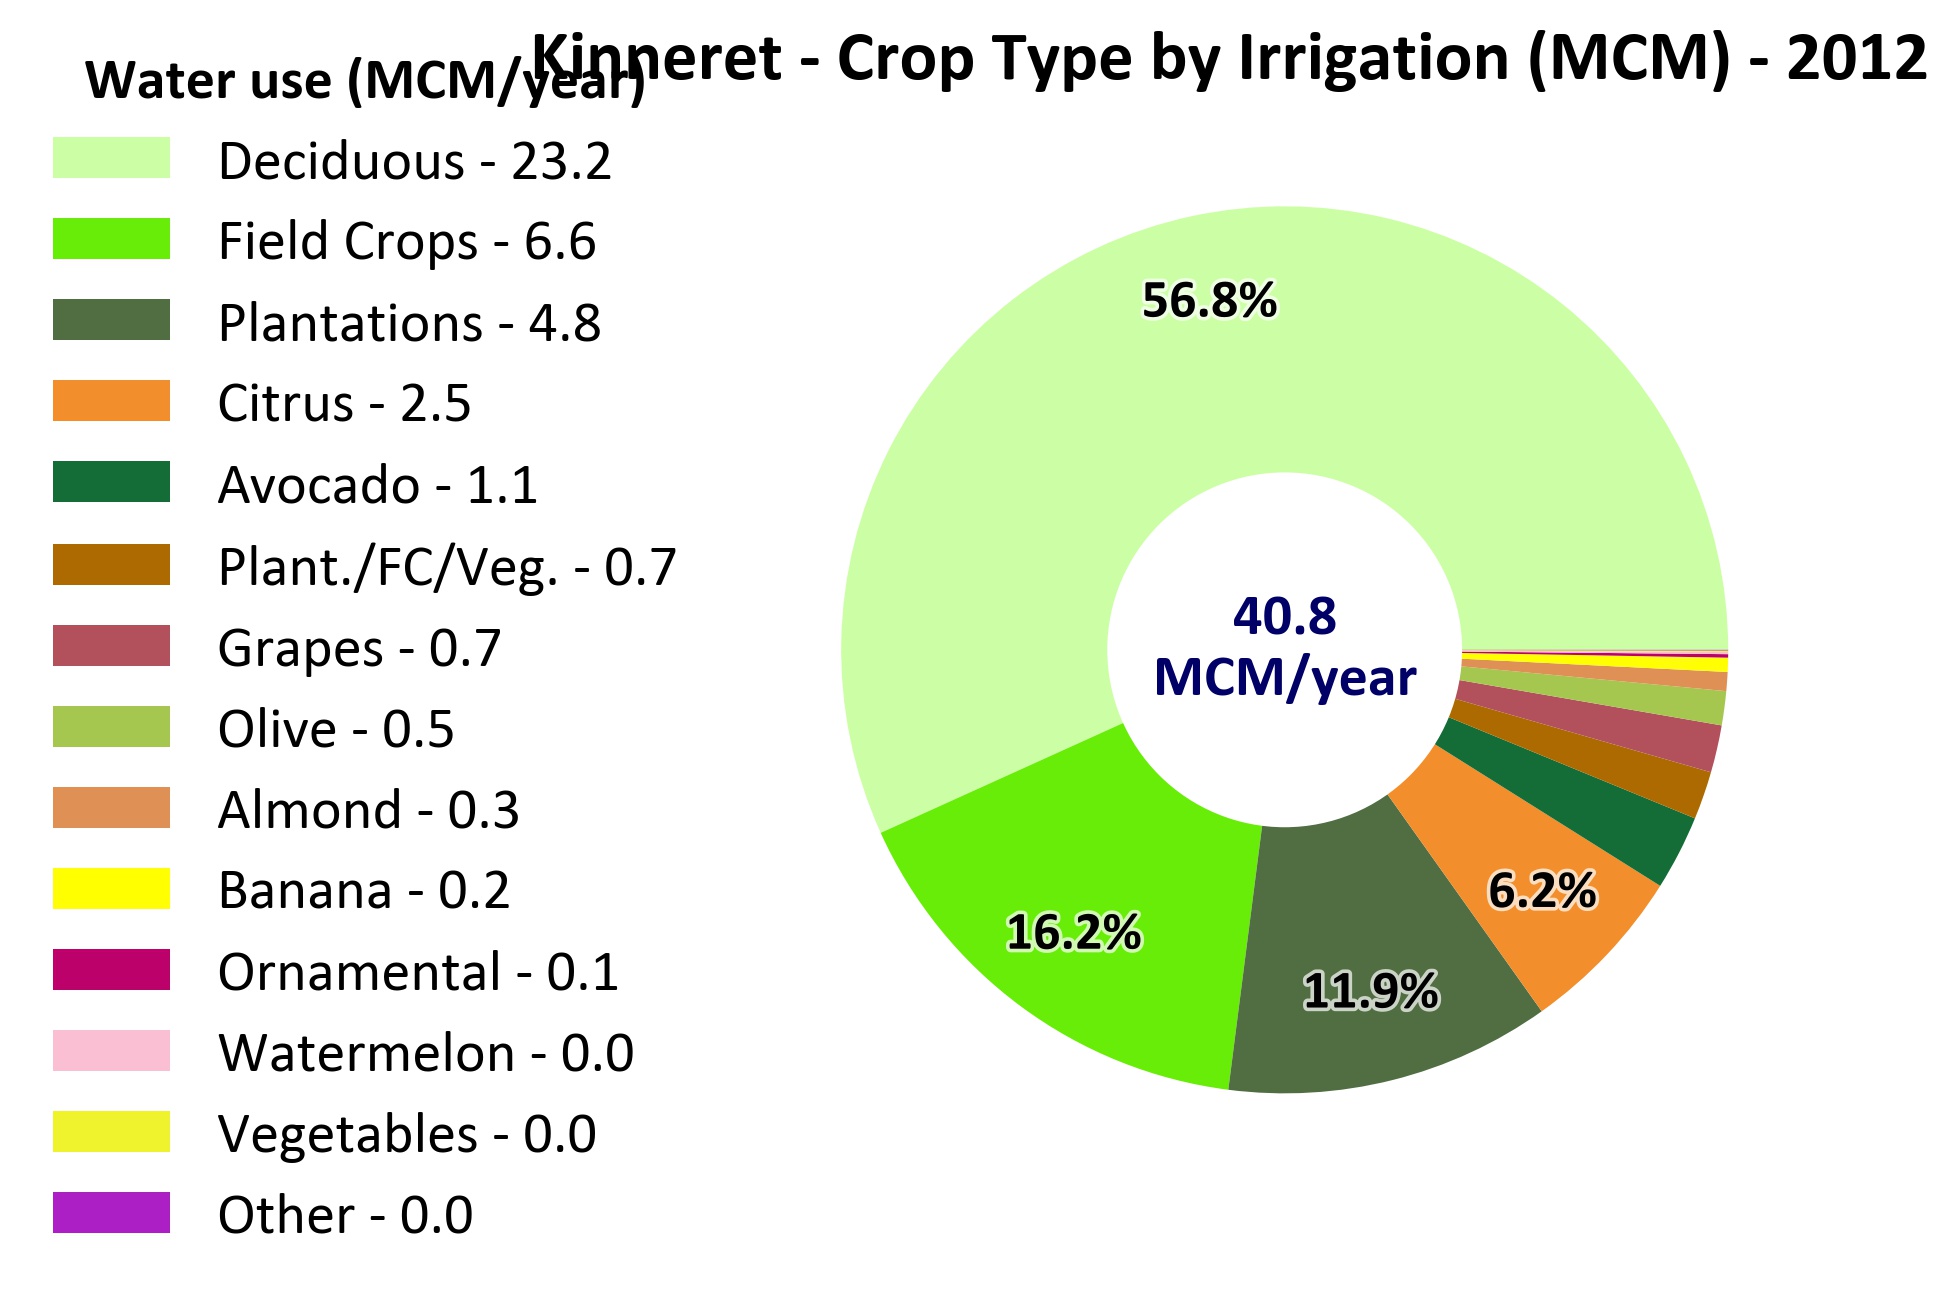 Kinneret - Crop Type by Irrigation (MCM) - 2012
Water use (MCM/year)
Deciduous - 23.2
Field Crops - 6.6
Plantations - 4.8
Citrus - 2.5
Avocado - 1.1
Plant./FC/Veg. - 0.7
Grapes - 0.7
Olive - 0.5
Almond - 0.3
Banana - 0.2
Ornamental - 0.1
Watermelon - 0.0
Vegetables - 0.0
Other - 0.0
56.8%
40.8
MCM/year
6.2%
16.2%
11.9%